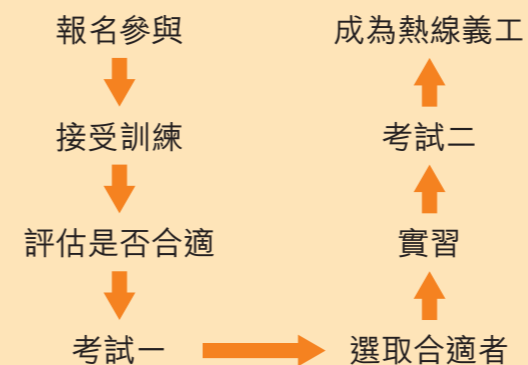 報名參與
接受訓練
評估是否合適
考試一
選取合適者
實習
考試二
成為熱線義工